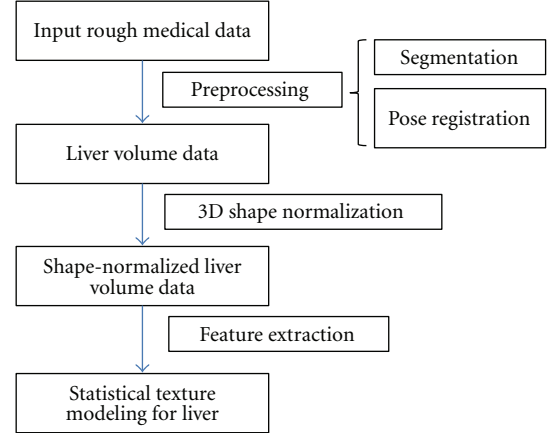 Input rough medical data
Preprocessing
Segmentation
Pose registration
Liver volume data
3D shape normalization
Shape-normalized liver
volume data
Feature extraction
Statistical texture
modeling for liver